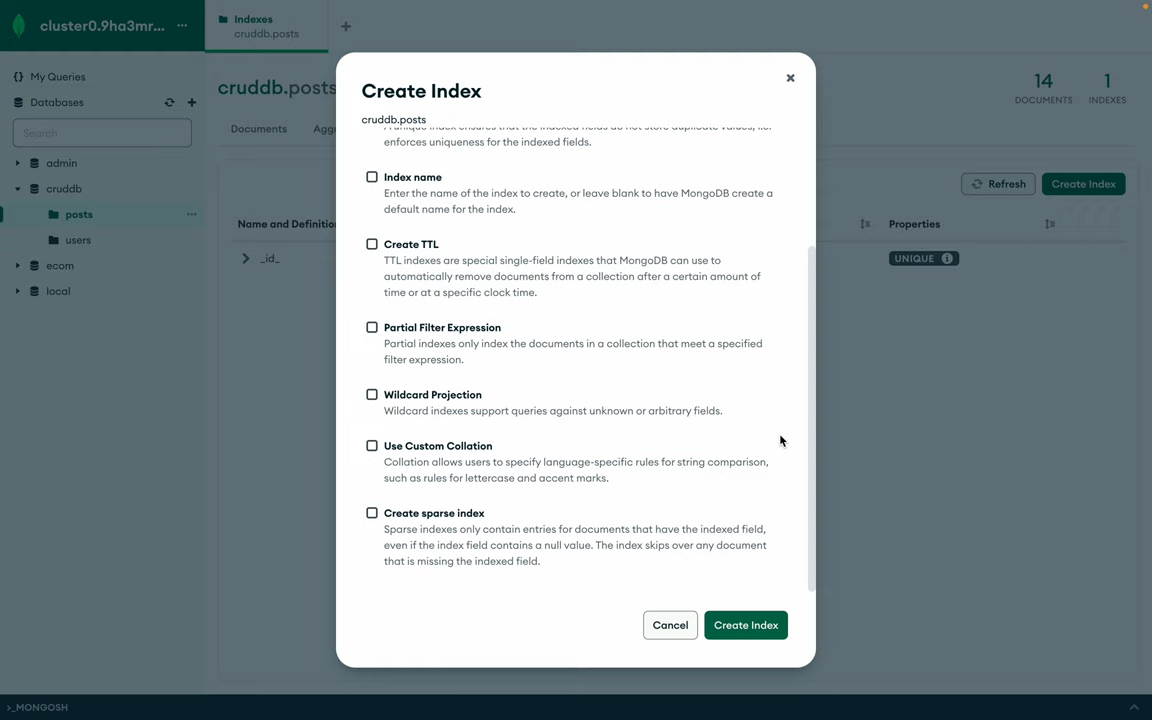 cluster0.9ha3mr...
Indexes
cruddb.posts
My Queries
Databases
Search
admin
cruddb
posts
users
ecom
local
cruddb.posts
14
DOCUMENTS
1
INDEXES
Documents
Agg
Refresh
Create Index
Name and Definition
Properties
_id_
UNIQUE
Create Index
cruddb.posts
A unique index ensures that the indexed fields do not store duplicate values; i.e.
enforces uniqueness for the indexed fields.
Index name
Enter the name of the index to create, or leave blank to have MongoDB create a
default name for the index.
Create TTL
TTL indexes are special single-field indexes that MongoDB can use to
automatically remove documents from a collection after a certain amount of
time or at a specific clock time.
Partial Filter Expression
Partial indexes only index the documents in a collection that meet a specified
filter expression.
Wildcard Projection
Wildcard indexes support queries against unknown or arbitrary fields.
Use Custom Collation
Collation allows users to specify language-specific rules for string comparison,
such as rules for lettercase and accent marks.
Create sparse index
Sparse indexes only contain entries for documents that have the indexed field,
even if the index field contains a null value. The index skips over any document
that is missing the indexed field.
Cancel
Create Index
>_MONGOSH